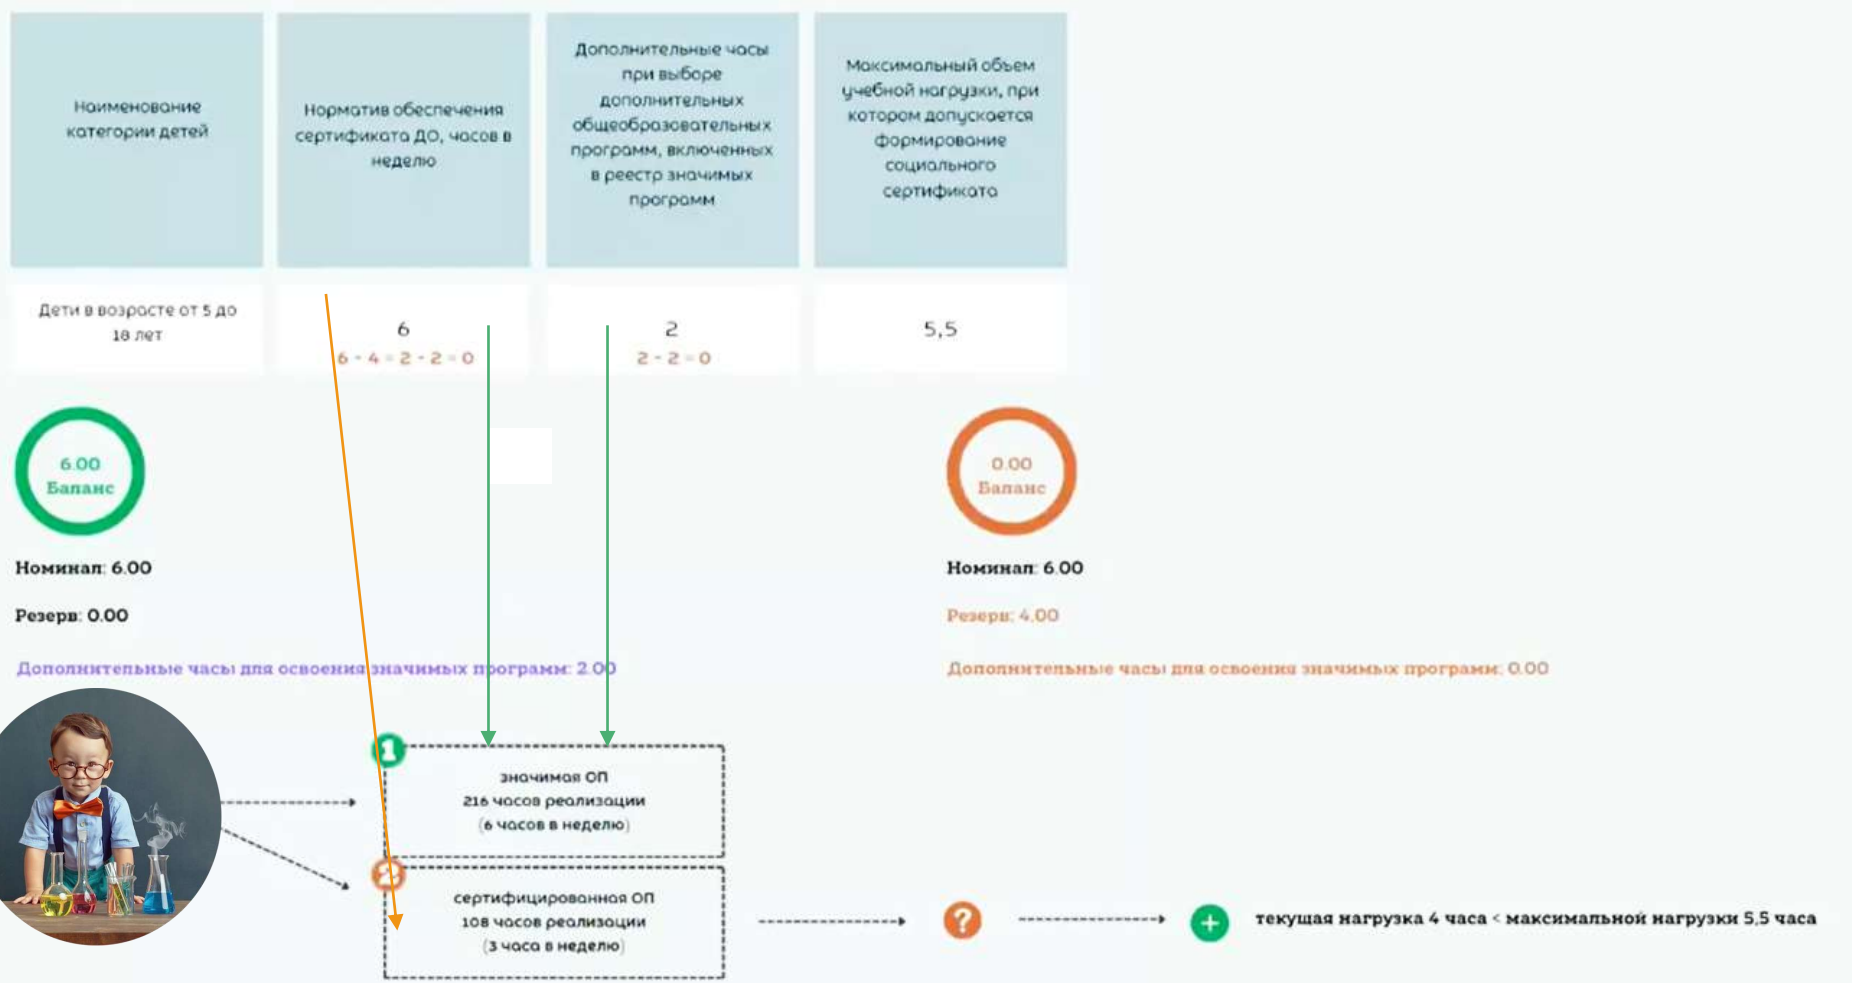 Наименование
категории детей
Норматив обеспечения
сертификата ДО, часов в
неделю
Дополнительные часы
при выборе
дополнительных
общеобразовательных
программ, включенных
в реестр значимых
программ
Максимальный объем
учебной нагрузки, при
котором допускается
формирование
социального
сертификата
Дети в возрасте от 5 до
18 лет
6
6 - 4 = 2 - 2 = 0
2
2 - 2 = 0
5,5
6.00
Баланс
Номинал: 6.00
Резерв: 0.00
Дополнительные часы для освоения значимых программ: 2.00
0.00
Баланс
Номинал: 6.00
Резерв: 4.00
Дополнительные часы для освоения значимых программ: 0.00
1
значимая ОП
216 часов реализации
(6 часов в неделю)
2
сертифицированная ОП
108 часов реализации
(3 часа в неделю)
?
+
текущая нагрузка 4 часа < максимальной нагрузки 5,5 часа